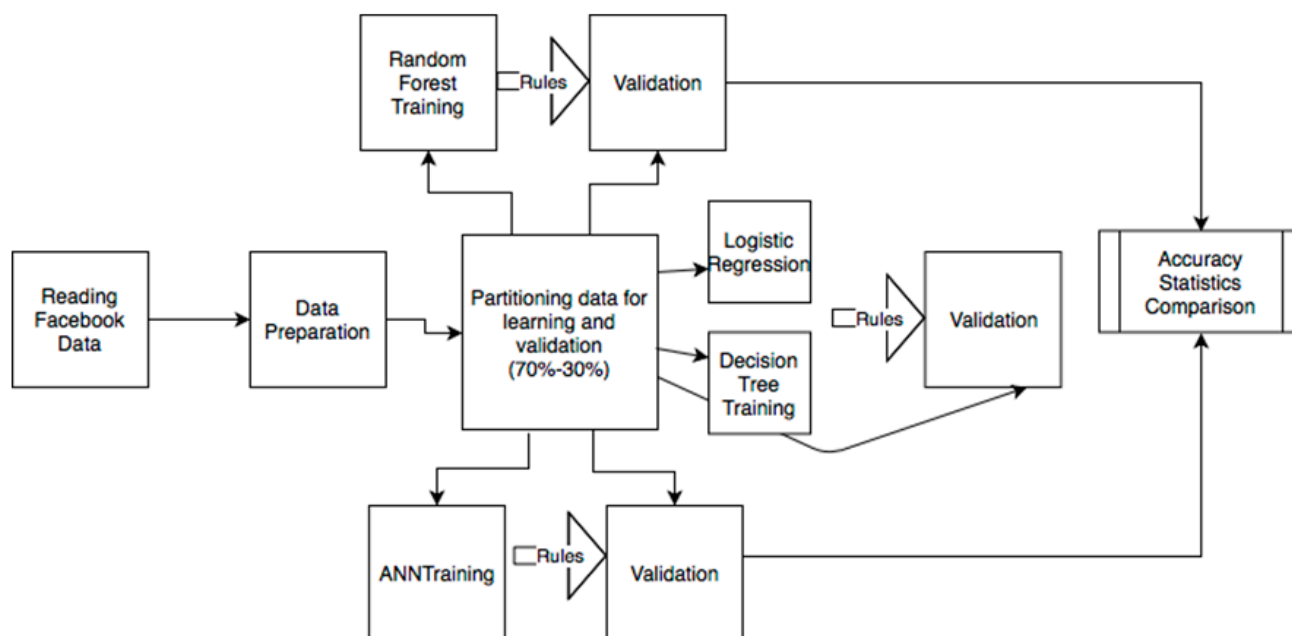 Random
Forest
Training
Rules
Validation
Reading
Facebook
Data
Data
Preparation
Partitioning data for
learning and
validation
(70%-30%)
Logistic
Regression
Decision
Tree
Training
Rules
Validation
Accuracy
Statistics
Comparison
ANNTraining
Rules
Validation